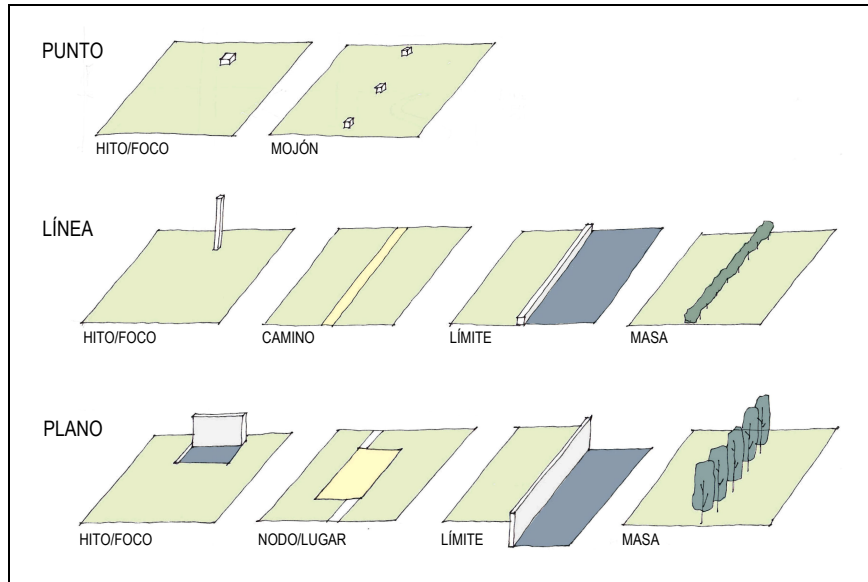 PUNTO
HITO/FOCO MOJÓN
LÍNEA
HITO/FOCO CAMINO LÍMITE MASA
PLANO
HITO/FOCO NODO/LUGAR LÍMITE MASA